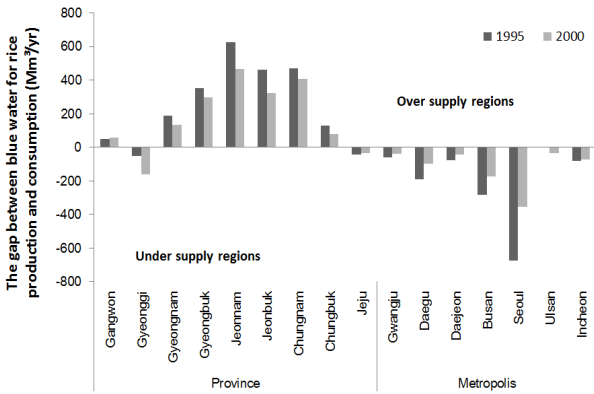 The gap between blue water for rice
production and consumption (Mm³/yr)
800
600
400
200
0
-200
-400
-600
-800
1995
2000
Over supply regions
Under supply regions
Gangwon
Gyeonggi
Gyeongnam
Gyeongbuk
Jeonnam
Jeonbuk
Chungnam
Chungbuk
Jeju
Gwangju
Daegu
Daejeon
Busan
Seoul
Ulsan
Incheon
Province
Metropolis